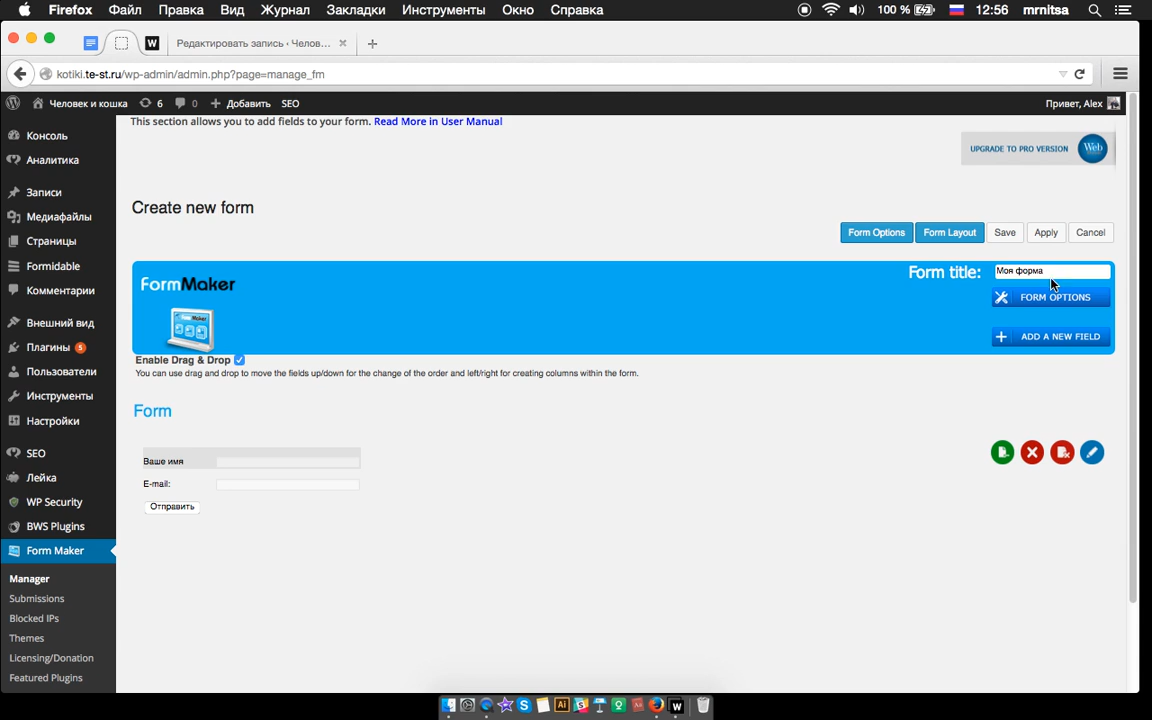 Firefox Файл Правка Вид Журнал Закладки Инструменты Окно Справка 100 % 12:56 mrnitsa
W Редактировать запись ‹ Челов...
kotiki.te-st.ru/wp-admin/admin.php?page=manage_fm
Человек и кошка 6 0 Добавить SEO Привет, Alex
This section allows you to add fields to your form. Read More in User Manual
UPGRADE TO PRO VERSION Web
Create new form
Form Options Form Layout Save Apply Cancel
FormMaker
Form title: Моя форма
FORM OPTIONS
ADD A NEW FIELD
Enable Drag & Drop
You can use drag and drop to move the fields up/down for the change of the order and left/right for creating columns within the form.
Form
Ваше имя
E-mail:
Отправить
Консоль
Аналитика
Записи
Медиафайлы
Страницы
Formidable
Комментарии
Внешний вид
Плагины 5
Пользователи
Инструменты
Настройки
SEO
Лейка
WP Security
BWS Plugins
Form Maker
Manager
Submissions
Blocked IPs
Themes
Licensing/Donation
Featured Plugins
Ai
W